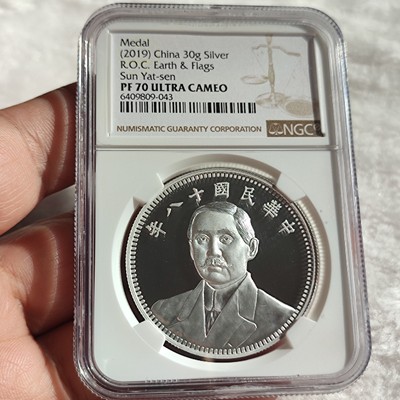 Medal
(2019) China 30g Silver
R.O.C. Earth & Flags
Sun Yat-sen
PF 70 ULTRA CAMEO
6409809-043
NUMISMATIC GUARANTY CORPORATION
NGC
年八十國民華中